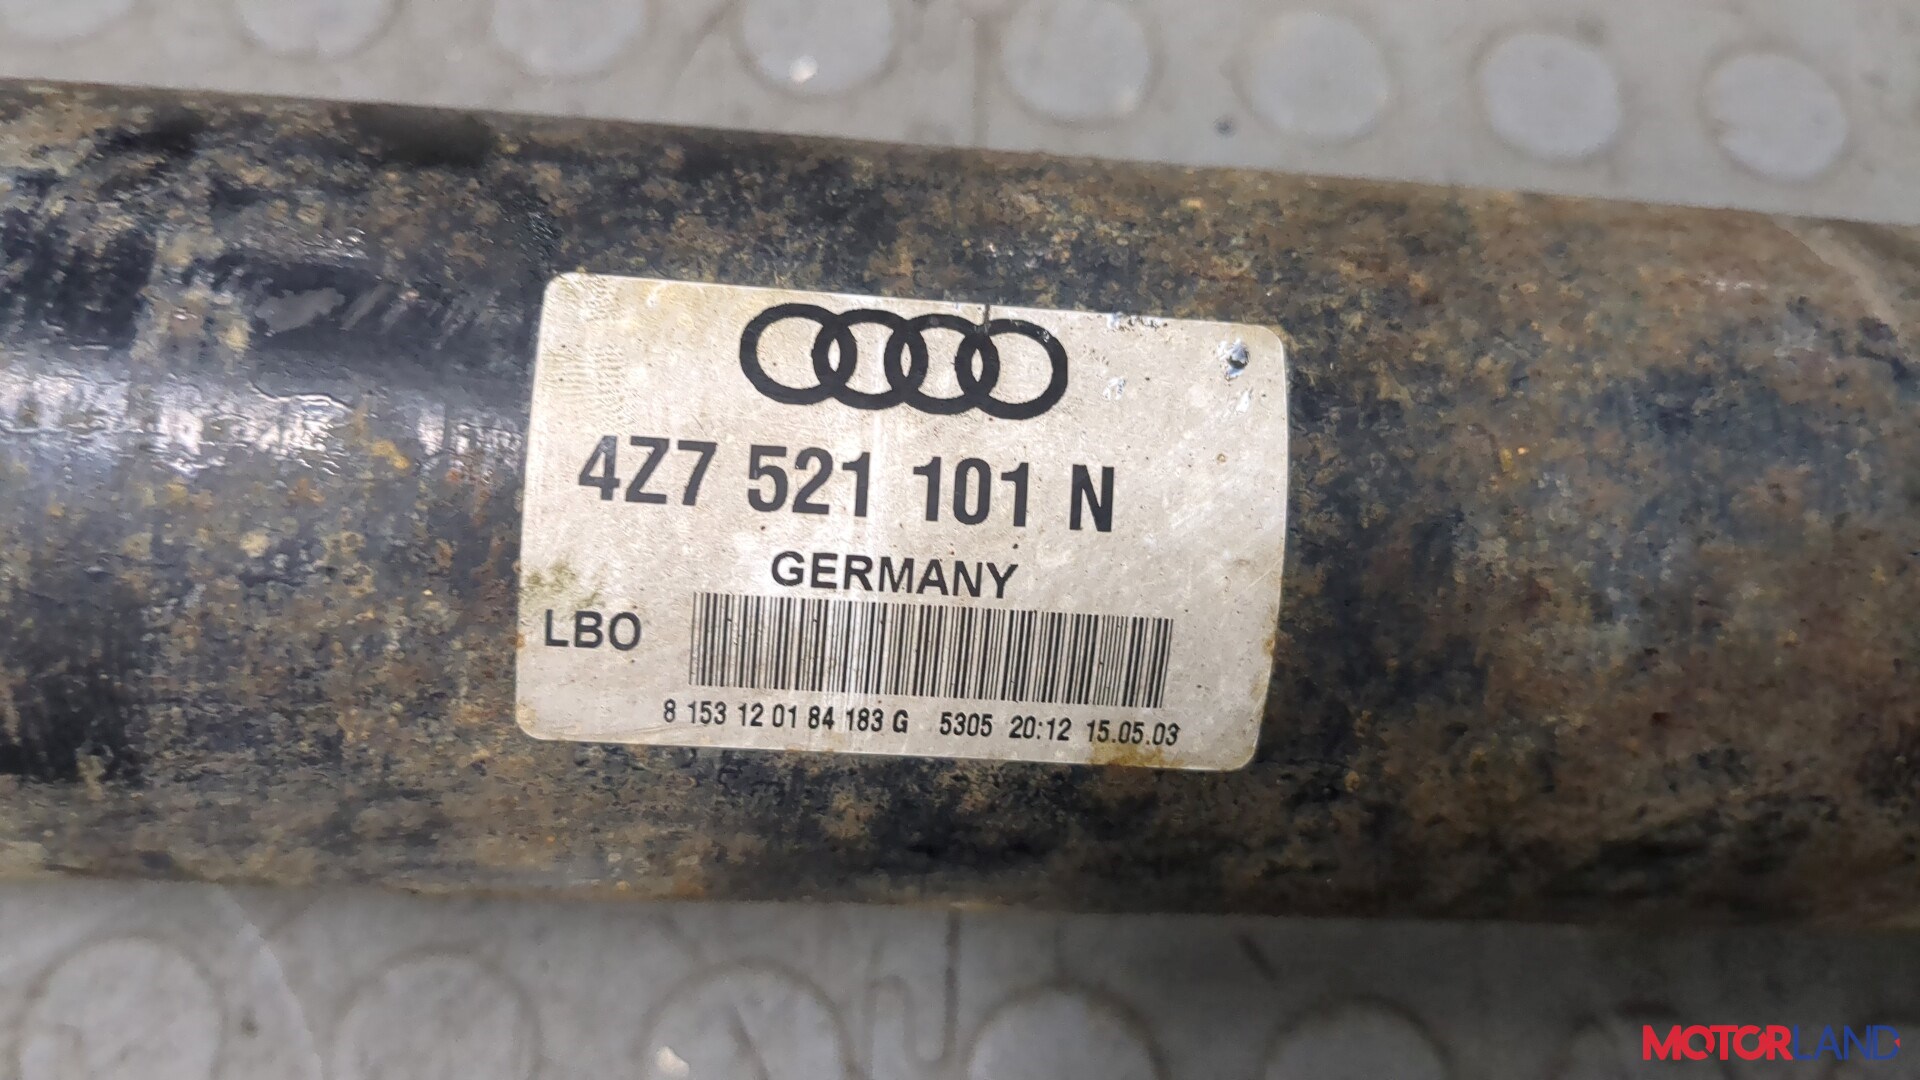 4Z7 521 101 N
GERMANY
LBO
8 153 12 01 84 183 G 5305 20:12 15.05.03
MOTORLAND